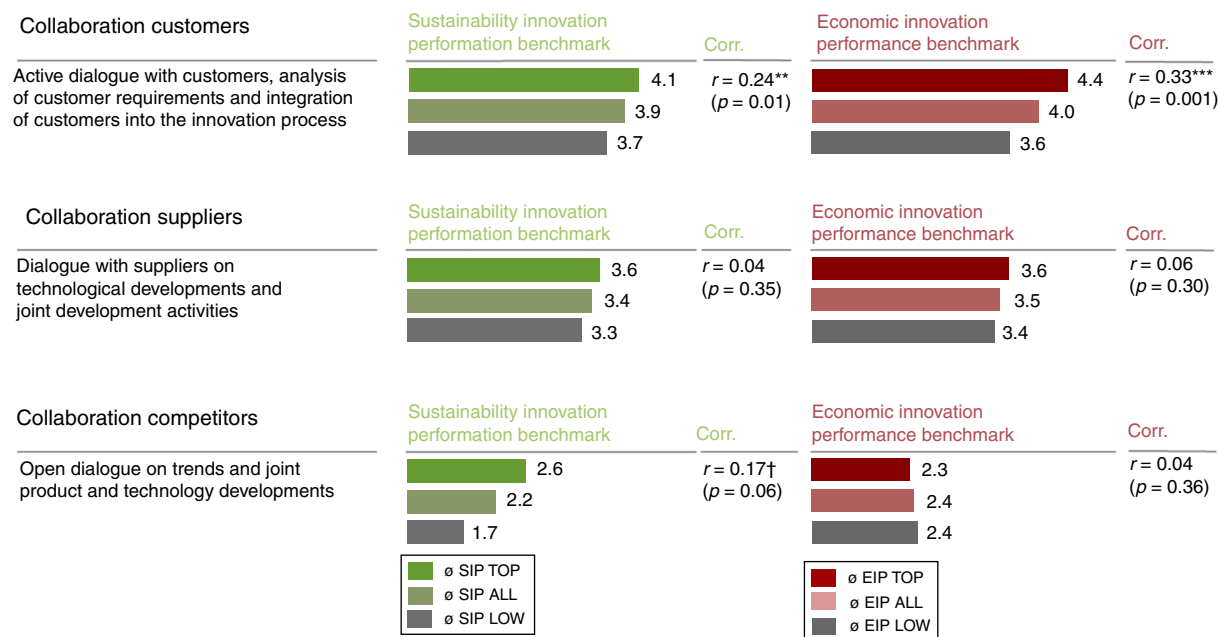 Collaboration customers
Sustainability innovation
performation benchmark
Corr.
Economic innovation
performance benchmark
Corr.
Active dialogue with customers, analysis
of customer requirements and integration
of customers into the innovation process
4.1
3.9
3.7
r = 0.24**
(p = 0.01)
4.4
4.0
3.6
r = 0.33***
(p = 0.001)
Collaboration suppliers
Sustainability innovation
performation benchmark
Corr.
Economic innovation
performance benchmark
Corr.
Dialogue with suppliers on
technological developments and
joint development activities
3.6
3.4
3.3
r = 0.04
(p = 0.35)
3.6
3.5
3.4
r = 0.06
(p = 0.30)
Collaboration competitors
Sustainability innovation
performation benchmark
Corr.
Economic innovation
performance benchmark
Corr.
Open dialogue on trends and joint
product and technology developments
2.6
2.2
1.7
r = 0.17†
(p = 0.06)
2.3
2.4
2.4
r = 0.04
(p = 0.36)
ø SIP TOP
ø SIP ALL
ø SIP LOW
ø EIP TOP
ø EIP ALL
ø EIP LOW